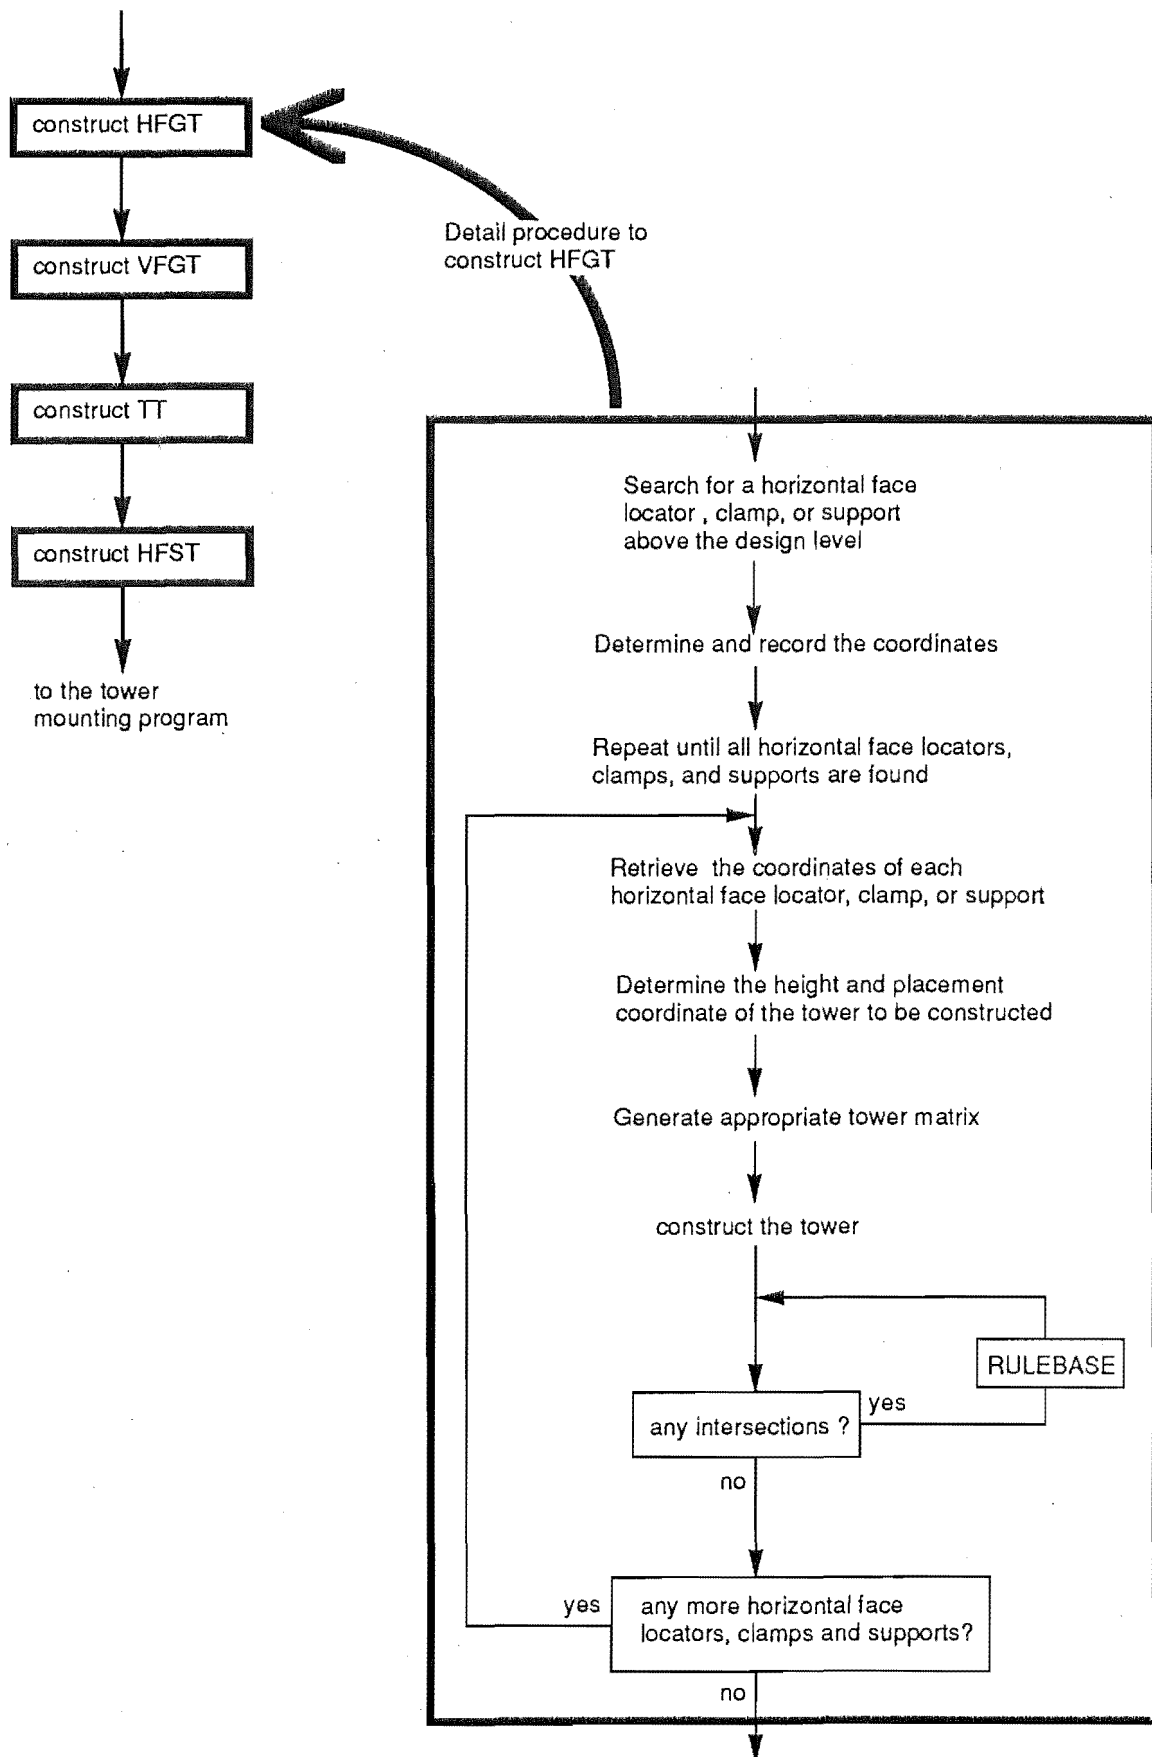 construct HFGT
construct VFGT
construct TT
construct HFST
to the tower
mounting program
Detail procedure to
construct HFGT
Search for a horizontal face
locator , clamp, or support
above the design level
Determine and record the coordinates
Repeat until all horizontal face locators,
clamps, and supports are found
Retrieve the coordinates of each
horizontal face locator, clamp, or support
Determine the height and placement
coordinate of the tower to be constructed
Generate appropriate tower matrix
construct the tower
RULEBASE
yes
any intersections ?
no
yes
any more horizontal face
locators, clamps and supports?
no